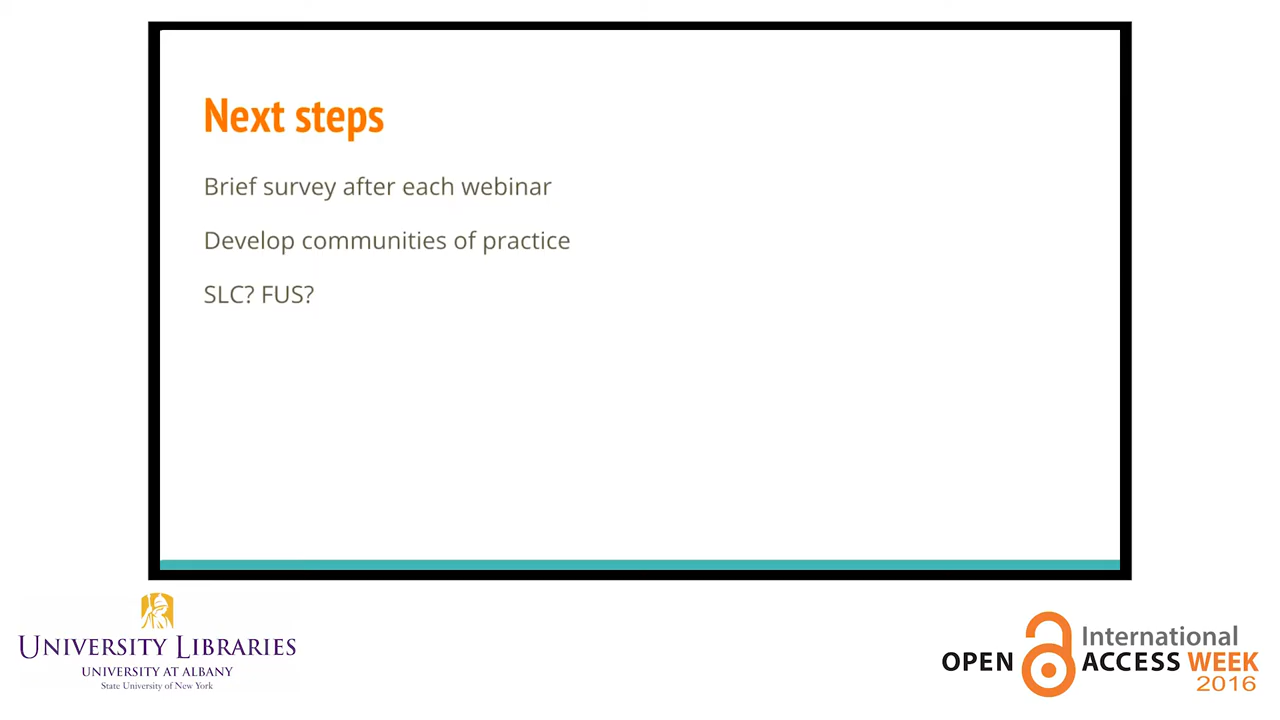 Next steps
Brief survey after each webinar
Develop communities of practice
SLC? FUS?
UNIVERSITY LIBRARIES
UNIVERSITY AT ALBANY
State University of New York
International
OPEN ACCESS WEEK
2016